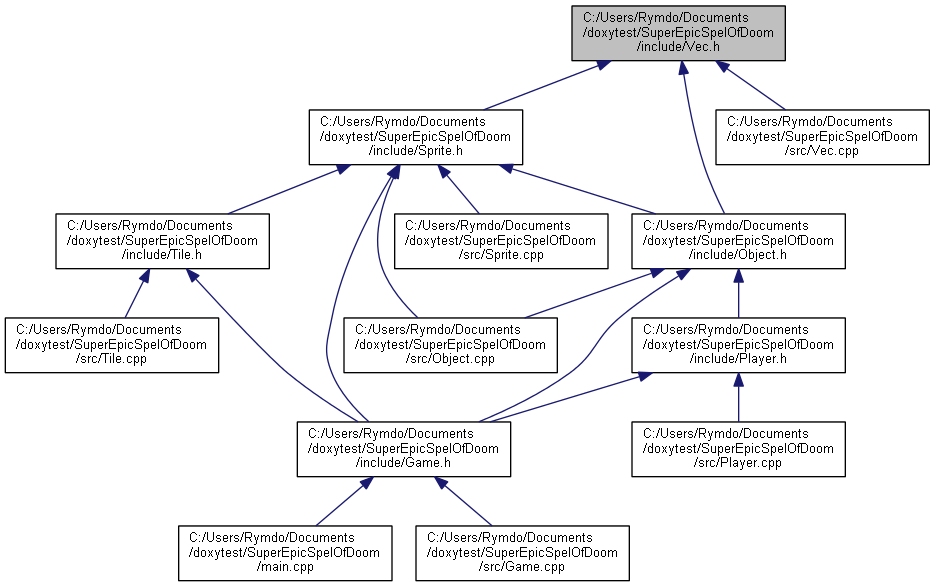 C:/Users/Rymdo/Documents
/doxytest/SuperEpicSpelOfDoom
/include/Vec.h
C:/Users/Rymdo/Documents
/doxytest/SuperEpicSpelOfDoom
/include/Sprite.h
C:/Users/Rymdo/Documents
/doxytest/SuperEpicSpelOfDoom
/src/Vec.cpp
C:/Users/Rymdo/Documents
/doxytest/SuperEpicSpelOfDoom
/include/Tile.h
C:/Users/Rymdo/Documents
/doxytest/SuperEpicSpelOfDoom
/src/Sprite.cpp
C:/Users/Rymdo/Documents
/doxytest/SuperEpicSpelOfDoom
/include/Object.h
C:/Users/Rymdo/Documents
/doxytest/SuperEpicSpelOfDoom
/src/Tile.cpp
C:/Users/Rymdo/Documents
/doxytest/SuperEpicSpelOfDoom
/src/Object.cpp
C:/Users/Rymdo/Documents
/doxytest/SuperEpicSpelOfDoom
/include/Player.h
C:/Users/Rymdo/Documents
/doxytest/SuperEpicSpelOfDoom
/include/Game.h
C:/Users/Rymdo/Documents
/doxytest/SuperEpicSpelOfDoom
/src/Player.cpp
C:/Users/Rymdo/Documents
/doxytest/SuperEpicSpelOfDoom
/main.cpp
C:/Users/Rymdo/Documents
/doxytest/SuperEpicSpelOfDoom
/src/Game.cpp